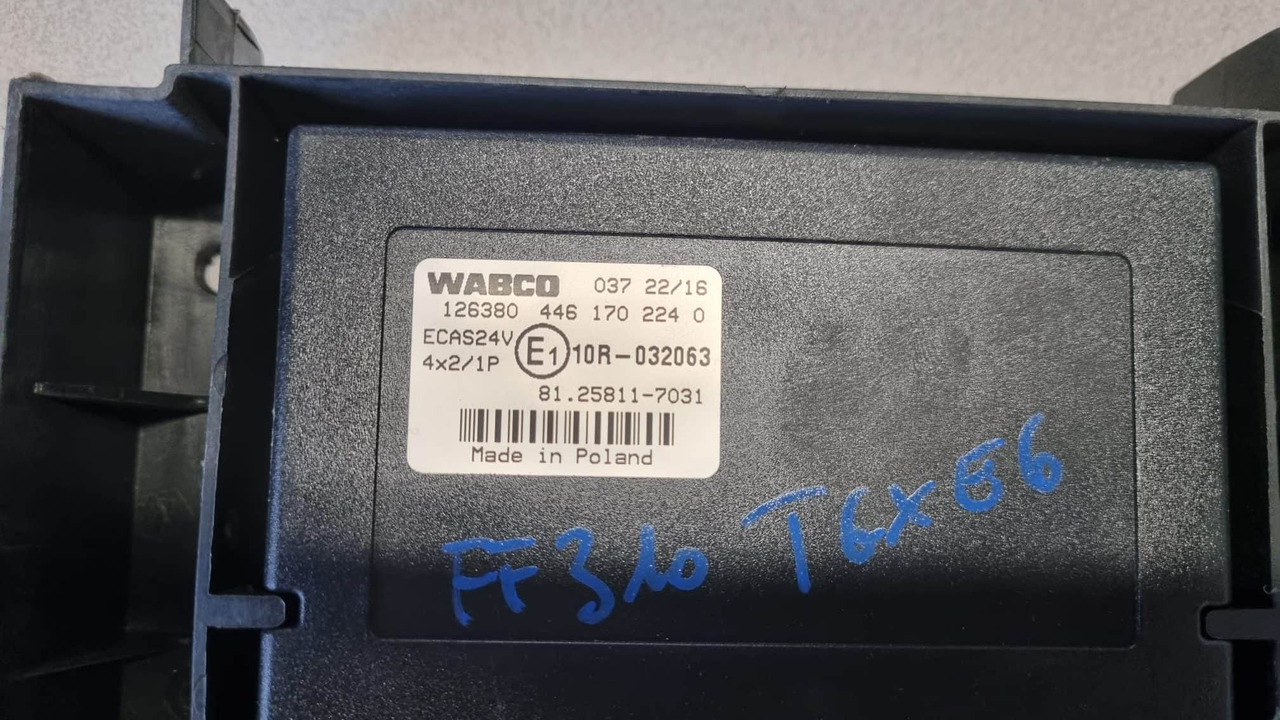 WABCO 037 22/16
126380 446 170 224 0
ECAS24V E1 10R-032063
4x2/1P
81.25811-7031
Made in Poland
FF310 TGX E6